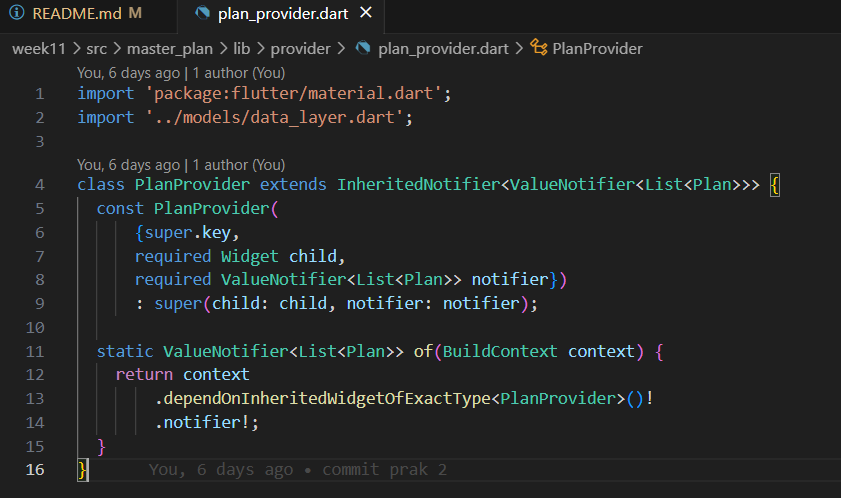 README.md M
plan_provider.dart
week11 > src > master_plan > lib > provider > plan_provider.dart > PlanProvider
You, 6 days ago | 1 author (You)
1 import 'package:flutter/material.dart';
2 import '../models/data_layer.dart';
3
You, 6 days ago | 1 author (You)
4 class PlanProvider extends InheritedNotifier<ValueNotifier<List<Plan>>> {
5   const PlanProvider(
6       {super.key,
7       required Widget child,
8       required ValueNotifier<List<Plan>> notifier})
9       : super(child: child, notifier: notifier);
10
11   static ValueNotifier<List<Plan>> of(BuildContext context) {
12     return context
13         .dependOnInheritedWidgetOfExactType<PlanProvider>()!
14         .notifier!;
15   }
16 } You, 6 days ago • commit prak 2